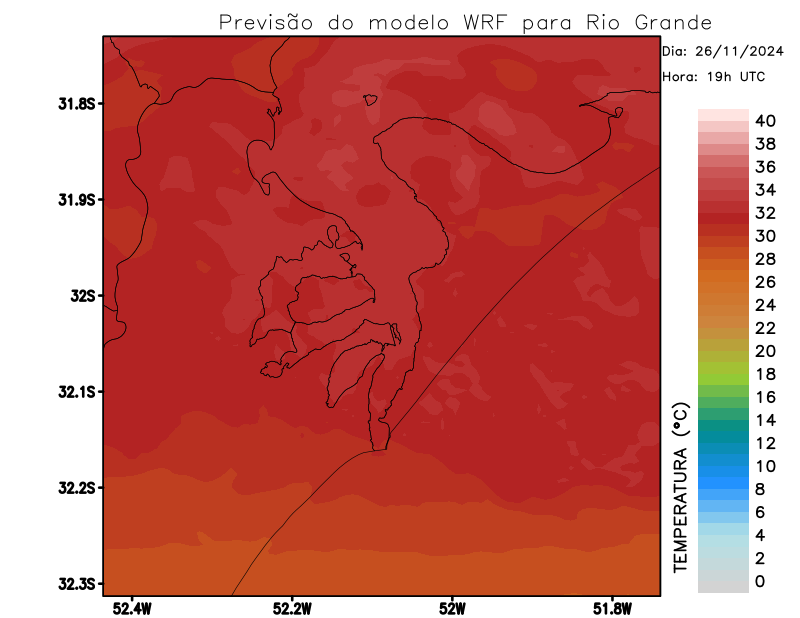 Previsão do modelo WRF para Rio Grande
Dia: 26/11/2024
Hora: 19h UTC
31.8S
31.9S
32S
32.1S
32.2S
32.3S
52.4W
52.2W
52W
51.8W
TEMPERATURA (°C)
40
38
36
34
32
30
28
26
24
22
20
18
16
14
12
10
8
6
4
2
0